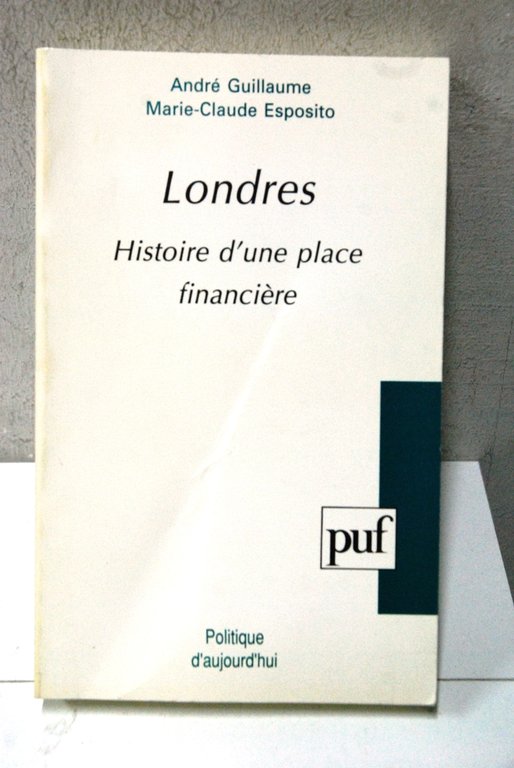 André Guillaume
Marie-Claude Esposito
Londres
Histoire d'une place
financière
puf
Politique
d'aujourd'hui